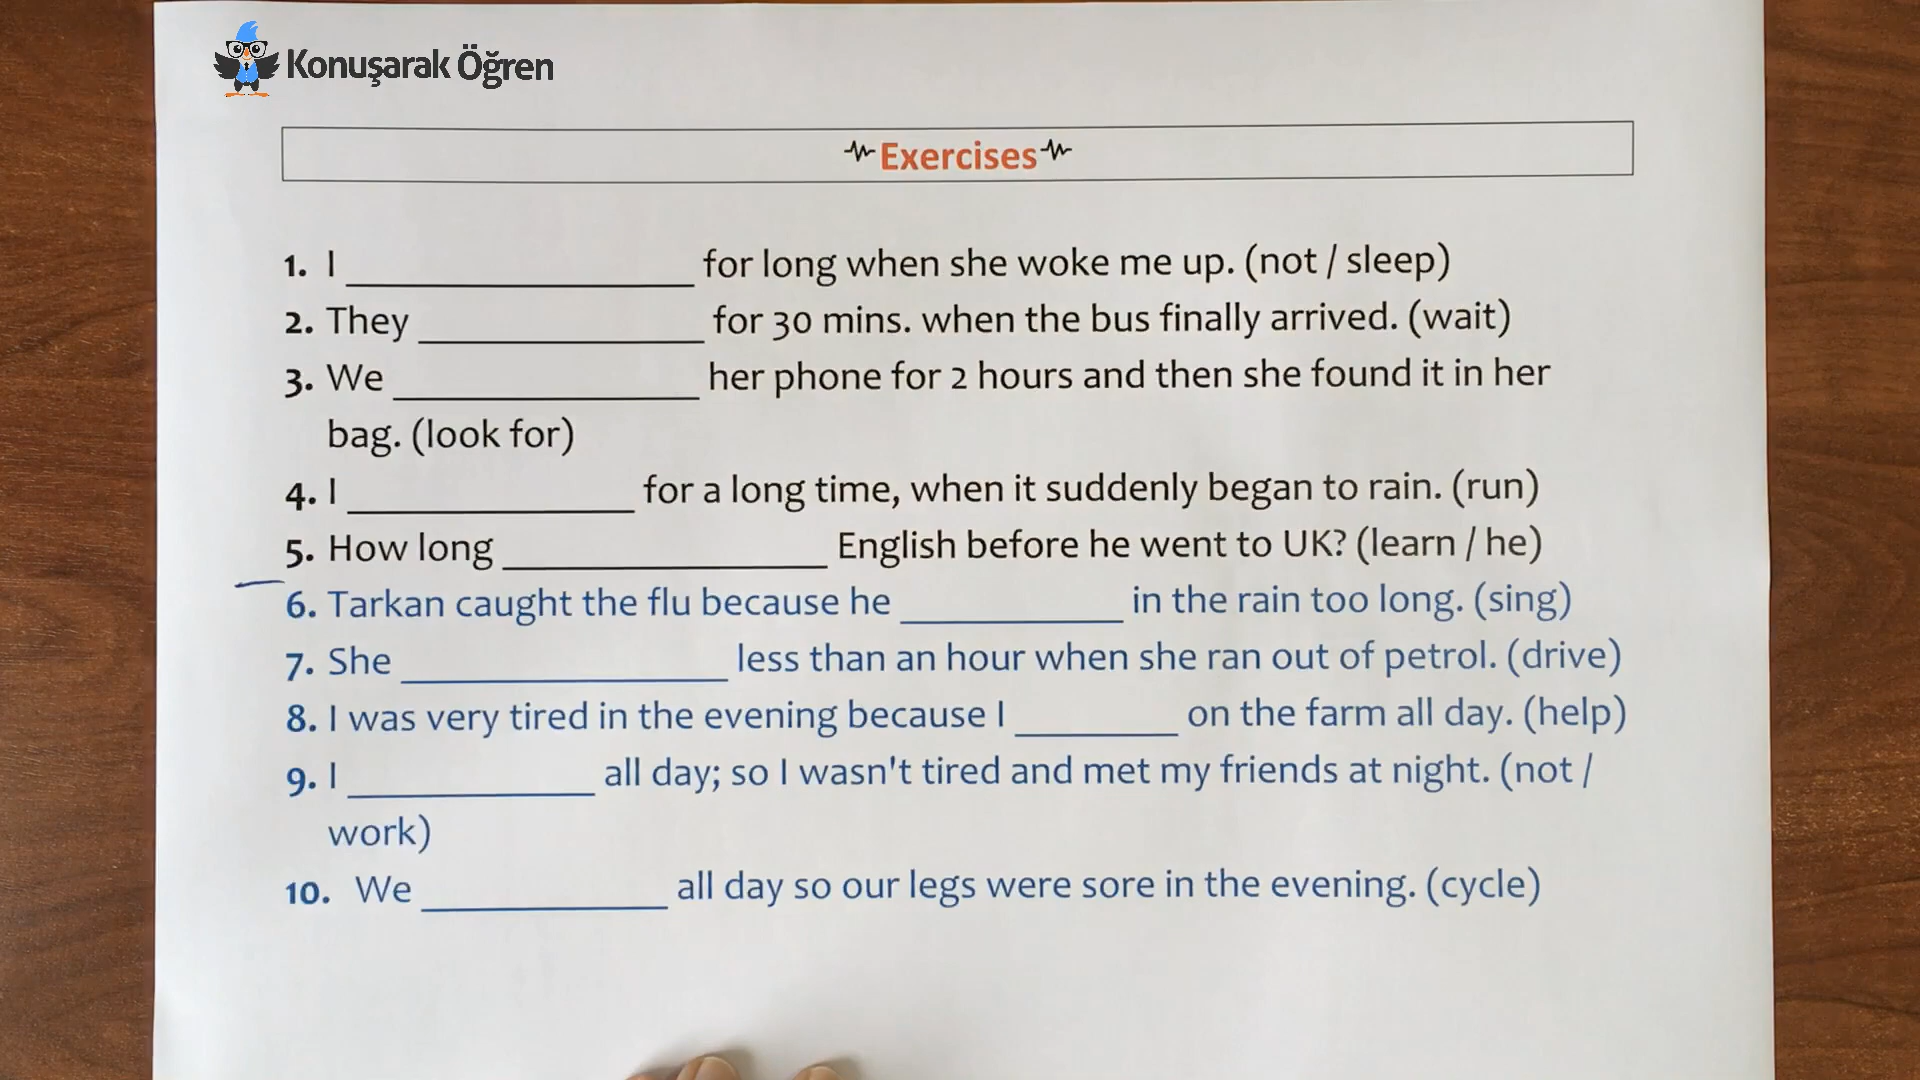 Konuşarak Öğren
Exercises
1. I ______________ for long when she woke me up. (not / sleep)
2. They ______________ for 30 mins. when the bus finally arrived. (wait)
3. We ______________ her phone for 2 hours and then she found it in her
bag. (look for)
4. I ______________ for a long time, when it suddenly began to rain. (run)
5. How long ______________ English before he went to UK? (learn / he)
6. Tarkan caught the flu because he ___________ in the rain too long. (sing)
7. She ________________ less than an hour when she ran out of petrol. (drive)
8. I was very tired in the evening because I ________ on the farm all day. (help)
9. I ____________ all day; so I wasn't tired and met my friends at night. (not /
work)
10. We ____________ all day so our legs were sore in the evening. (cycle)